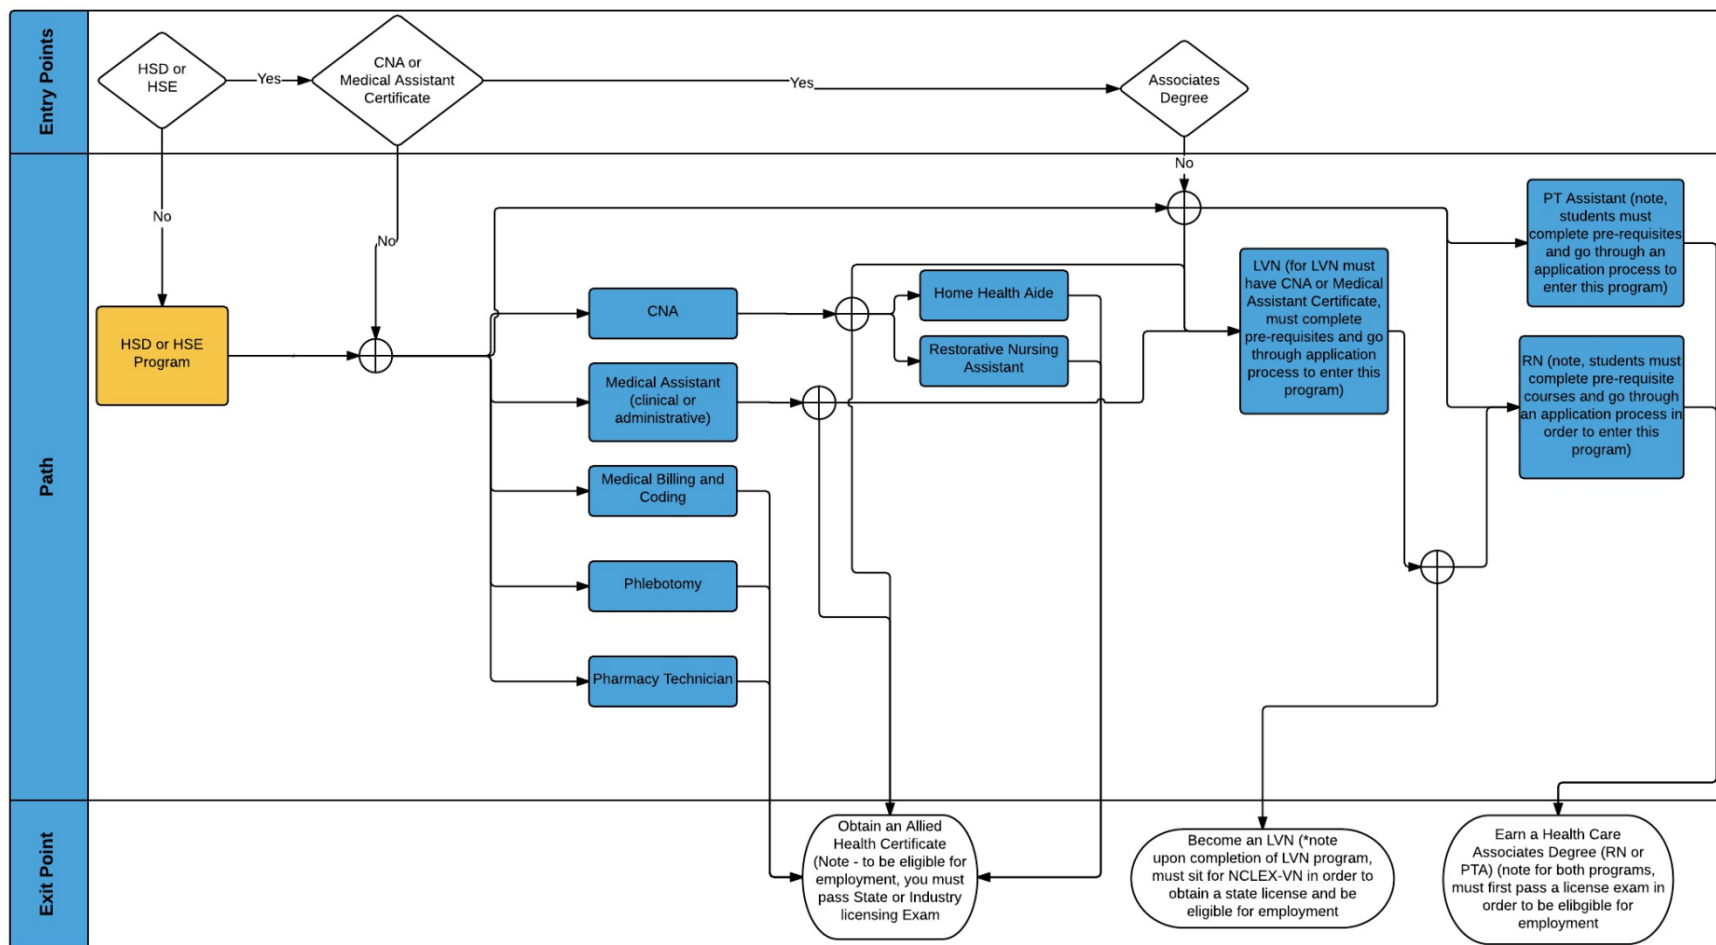 Entry Points
HSD or
HSE
Yes
CNA or
Medical Assistant
Certificate
Yes
Associates
Degree
Path
No
No
No
HSD or HSE
Program
CNA
Medical Assistant
(clinical or
administrative)
Medical Billing and
Coding
Phlebotomy
Pharmacy Technician
Home Health Aide
Restorative Nursing
Assistant
LVN (for LVN must
have CNA or Medical
Assistant Certificate,
must complete
pre-requisites and go
through application
process to enter this
program)
PT Assistant (note,
students must
complete pre-requisites
and go through an
application process to
enter this program)
RN (note, students must
complete pre-requisite
courses and go through
an application process in
order to enter this
program)
Exit Point
Obtain an Allied
Health Certificate
(Note - to be eligible for
employment, you must
pass State or Industry
licensing Exam
Become an LVN (*note
upon completion of LVN program,
must sit for NCLEX-VN in order to
obtain a state license and be
eligible for employment
Earn a Health Care
Associates Degree (RN or
PTA) (note for both programs,
must first pass a license exam in
order to be elibgible for
employment